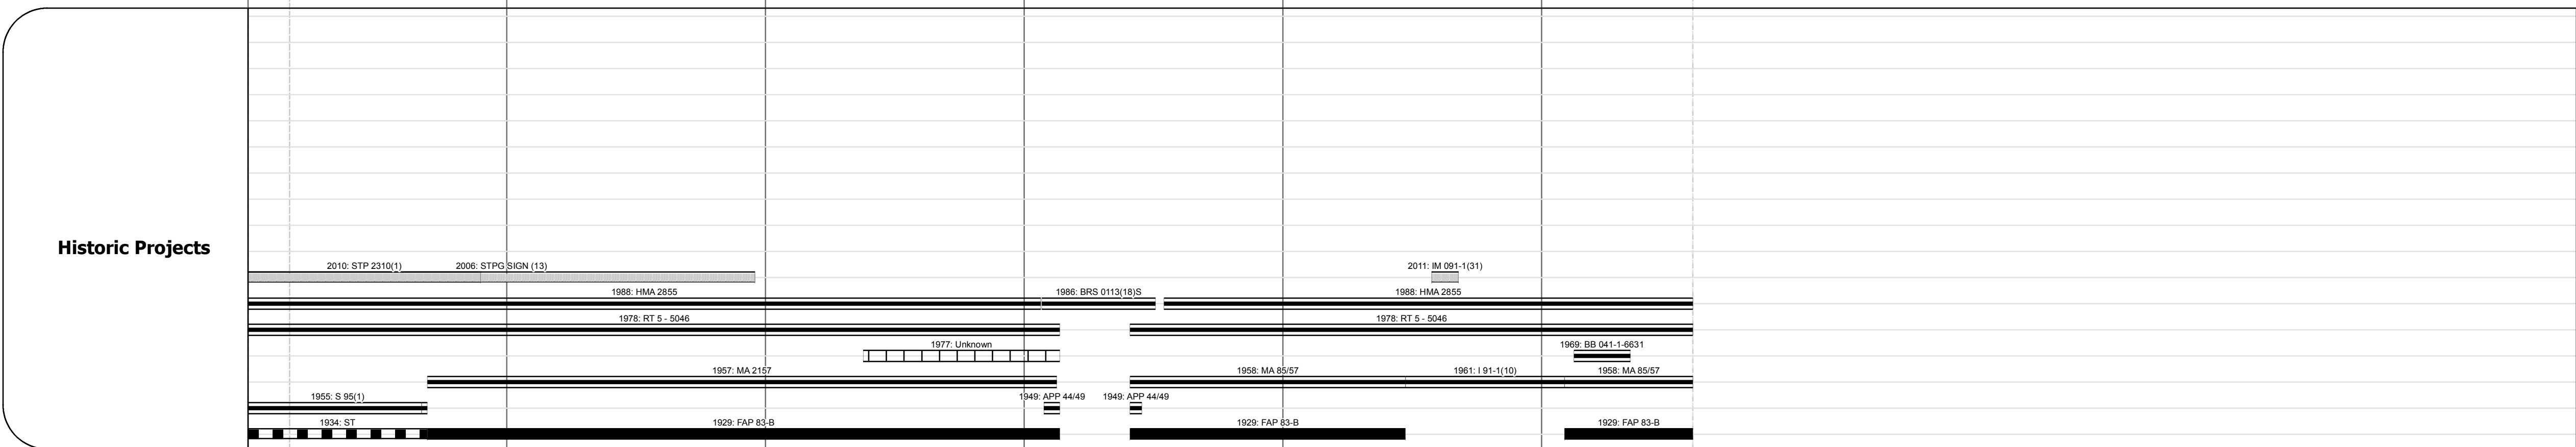 Historic Projects
2010: STP 2310(1) 2006: STPG SIGN (13) 2011: IM 091-1(31)
1988: HMA 2855 1986: BRS 0113(18)S 1988: HMA 2855
1978: RT 5 - 5046 1978: RT 5 - 5046
1977: Unknown 1969: BB 041-1-6631
1957: MA 2157 1958: MA 85/57 1961: I 91-1(10) 1958: MA 85/57
1955: S 95(1) 1949: APP 44/49 1949: APP 44/49
1934: ST 1929: FAP 83-B 1929: FAP 83-B 1929: FAP 83-B